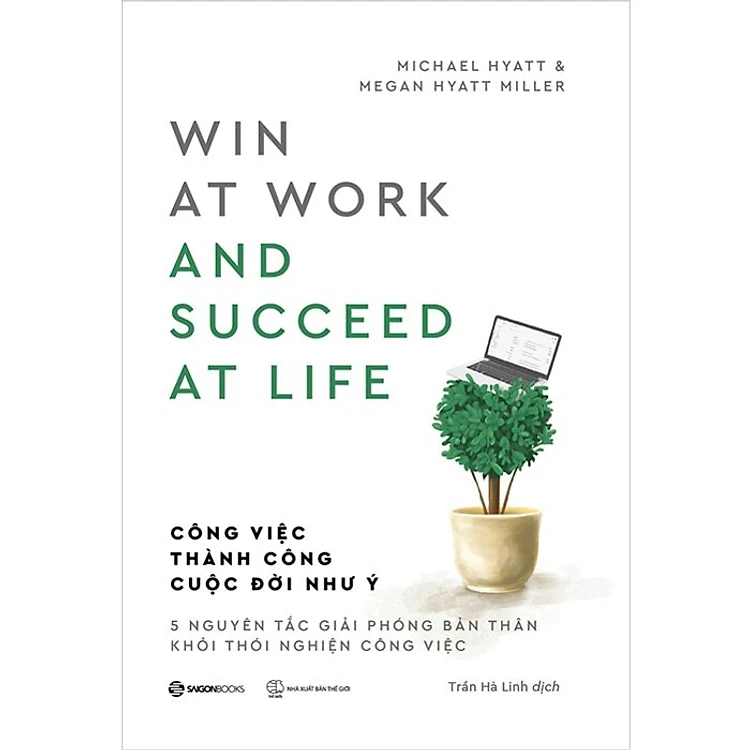 MICHAEL HYATT &
MEGAN HYATT MILLER
WIN
AT WORK
AND
SUCCEED
AT LIFE
CÔNG VIỆC
THÀNH CÔNG
CUỘC ĐỜI NHƯ Ý
5 NGUYÊN TẮC GIẢI PHÓNG BẢN THÂN
KHỎI THÓI NGHIỆN CÔNG VIỆC
SAIGONBOOKS
THẾ GIỚI
NHÀ XUẤT BẢN THẾ GIỚI
Trần Hà Linh dịch